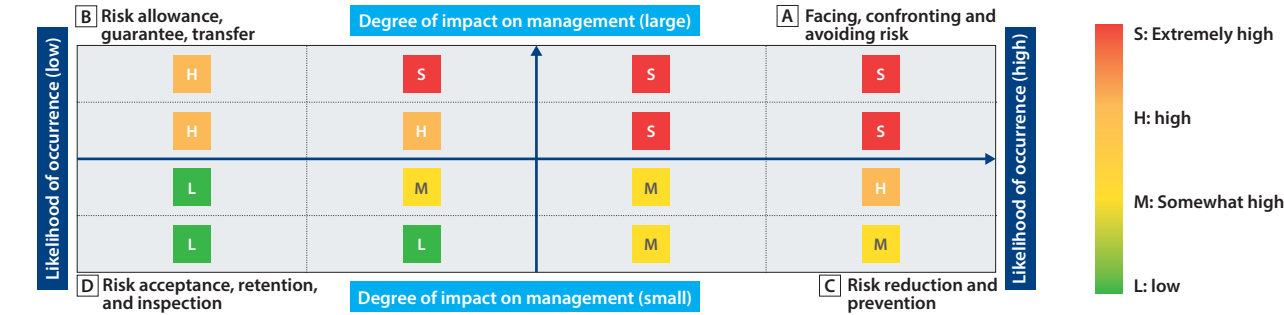 B Risk allowance,
guarantee, transfer
Degree of impact on management (large)
A Facing, confronting and
avoiding risk
Likelihood of occurrence (low)
H S S S
H H S S
L M M H
L L M M
Likelihood of occurrence (high)
D Risk acceptance, retention,
and inspection
Degree of impact on management (small)
C Risk reduction and
prevention
S: Extremely high
H: high
M: Somewhat high
L: low